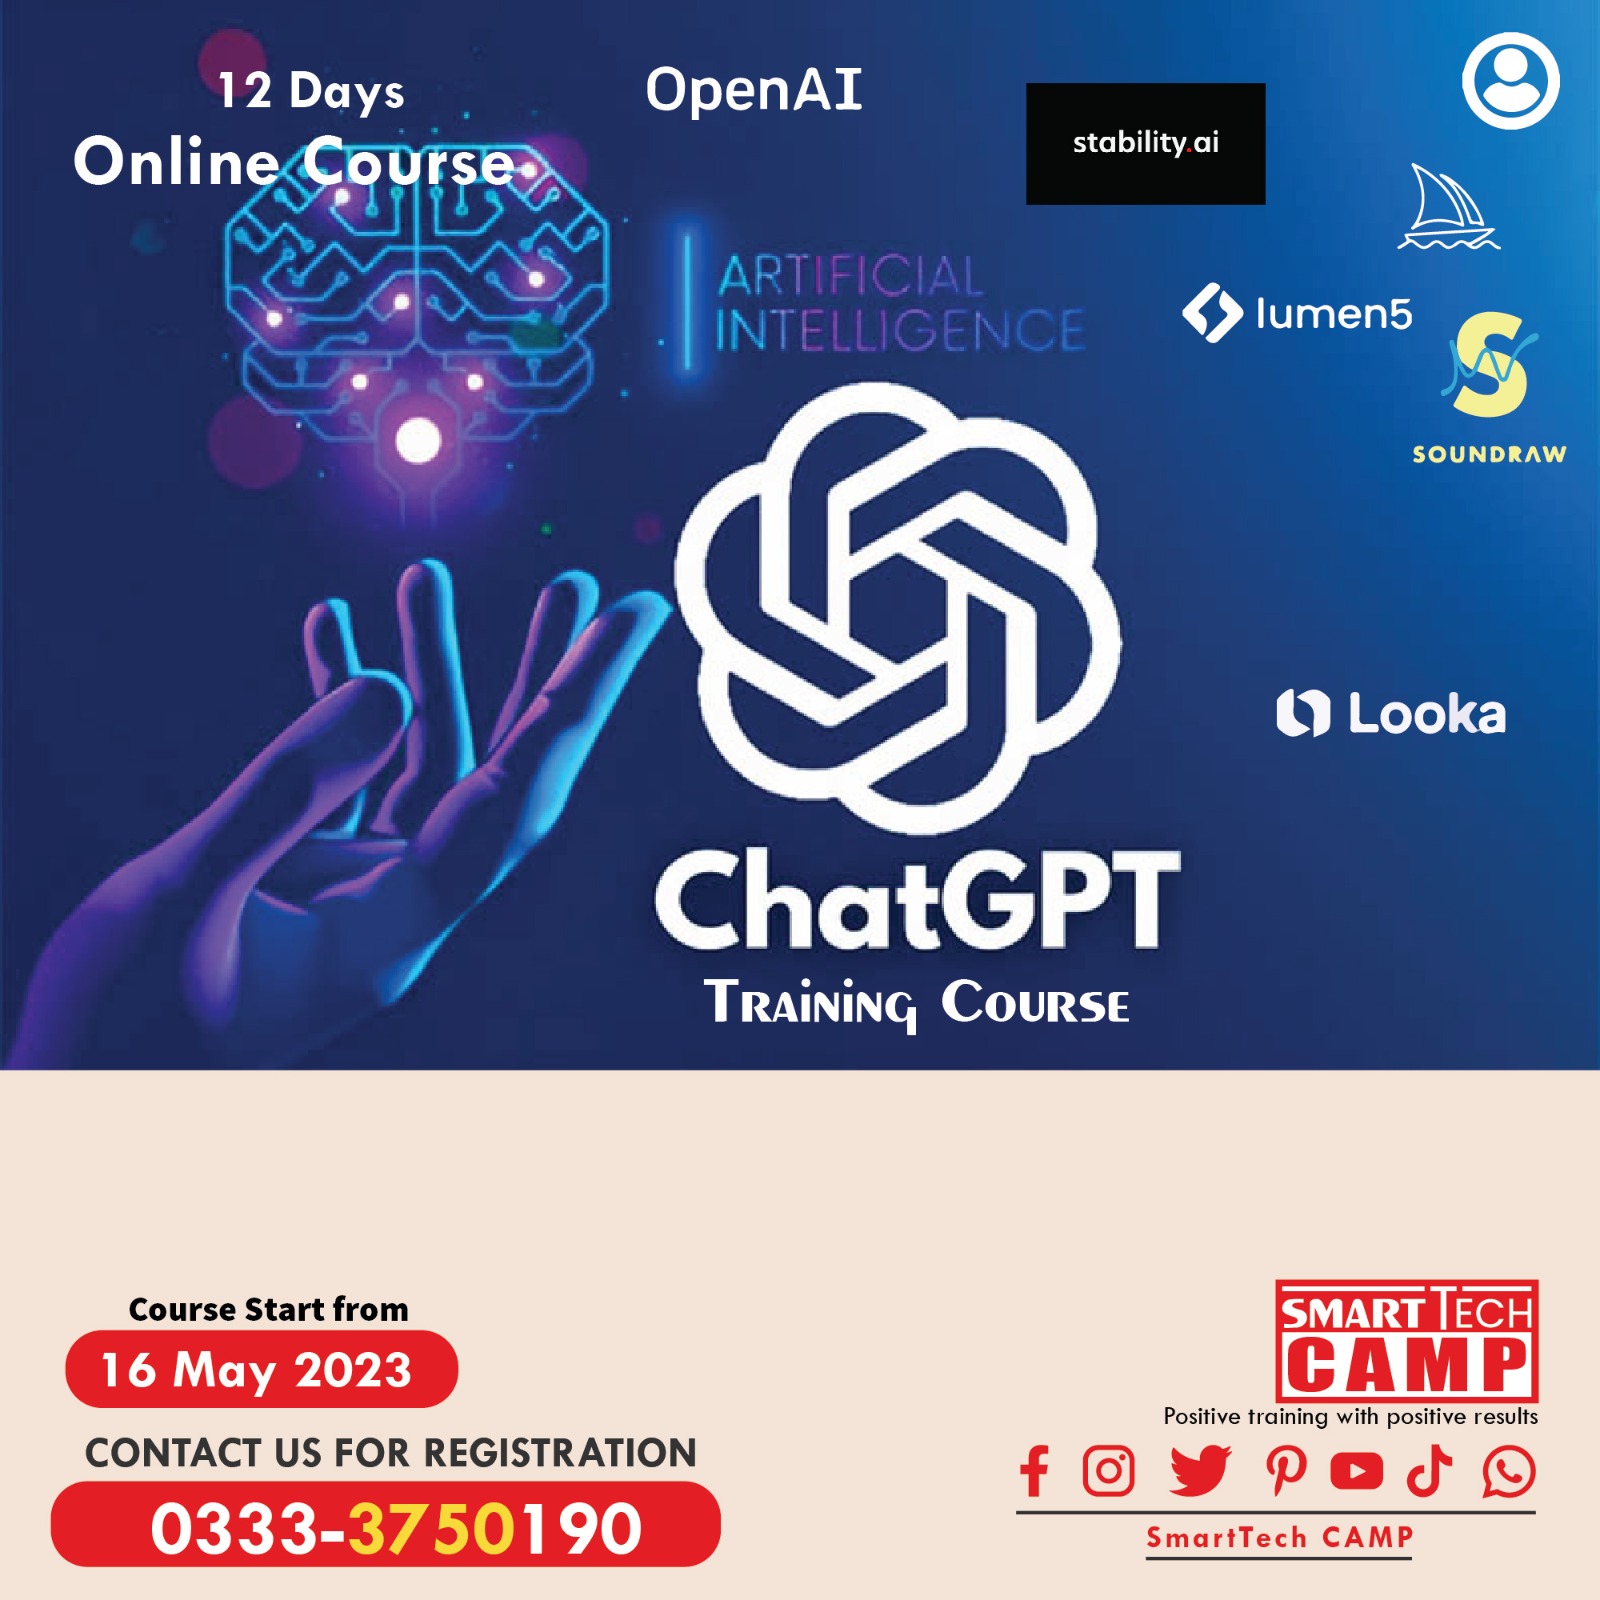 12 Days
Online Course
OpenAI
stability.ai
ARTIFICIAL
INTELLIGENCE
lumen5
SOUNDRAW
Looka
ChatGPT
Training Course
Course Start from
16 May 2023
CONTACT US FOR REGISTRATION
0333-3750190
SMART TECH
CAMP
Positive training with positive results
SmartTech CAMP